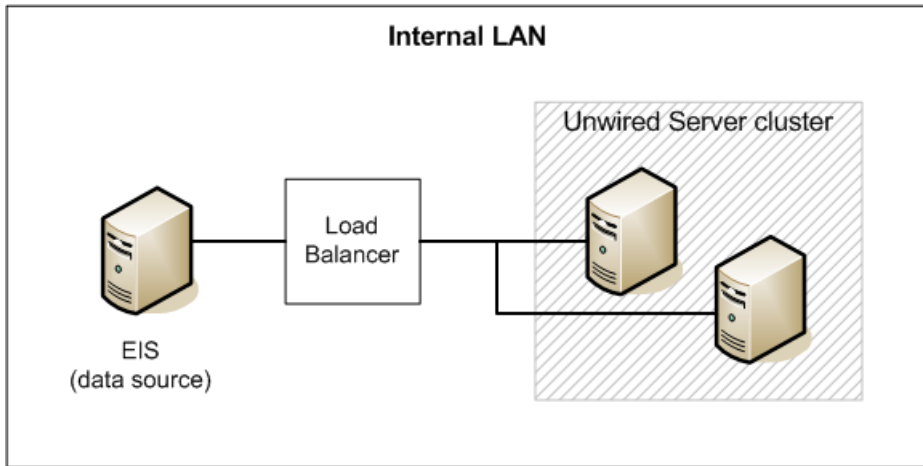 Internal LAN
Unwired Server cluster
Load
Balancer
EIS
(data source)